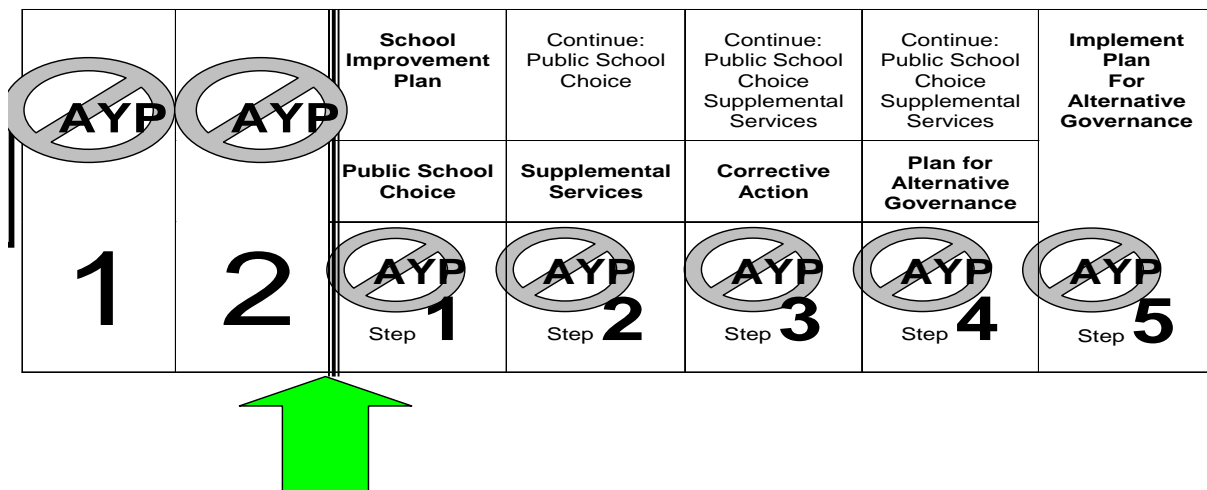 AYP
1
AYP
2
School
Improvement
Plan
Public School
Choice
AYP
Step 1
Continue:
Public School
Choice
Supplemental
Services
AYP
Step 2
Continue:
Public School
Choice
Supplemental
Services
Corrective
Action
AYP
Step 3
Continue:
Public School
Choice
Supplemental
Services
Plan for
Alternative
Governance
AYP
Step 4
Implement
Plan
For
Alternative
Governance
AYP
Step 5